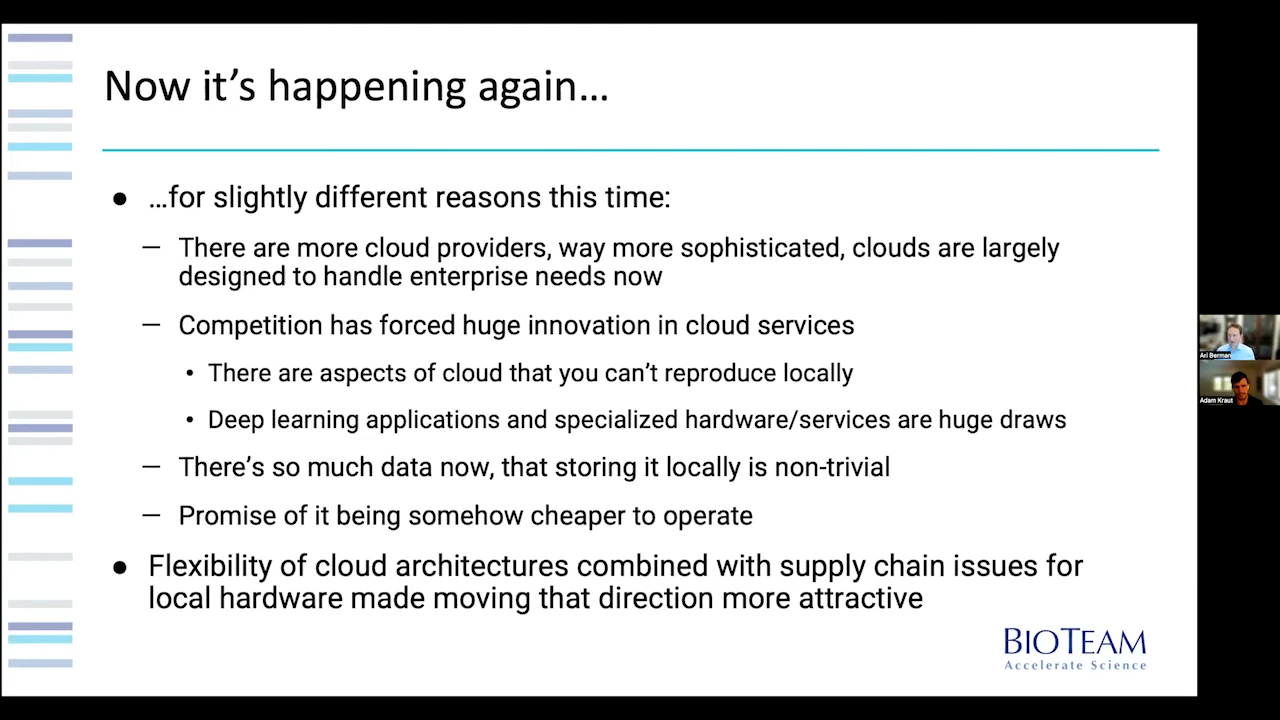 Now it's happening again…
● …for slightly different reasons this time:
– There are more cloud providers, way more sophisticated, clouds are largely
designed to handle enterprise needs now
– Competition has forced huge innovation in cloud services
• There are aspects of cloud that you can't reproduce locally
• Deep learning applications and specialized hardware/services are huge draws
– There's so much data now, that storing it locally is non-trivial
– Promise of it being somehow cheaper to operate
● Flexibility of cloud architectures combined with supply chain issues for
local hardware made moving that direction more attractive
BIOTEAM
Accelerate Science
Ari Berman
Adam Kraut